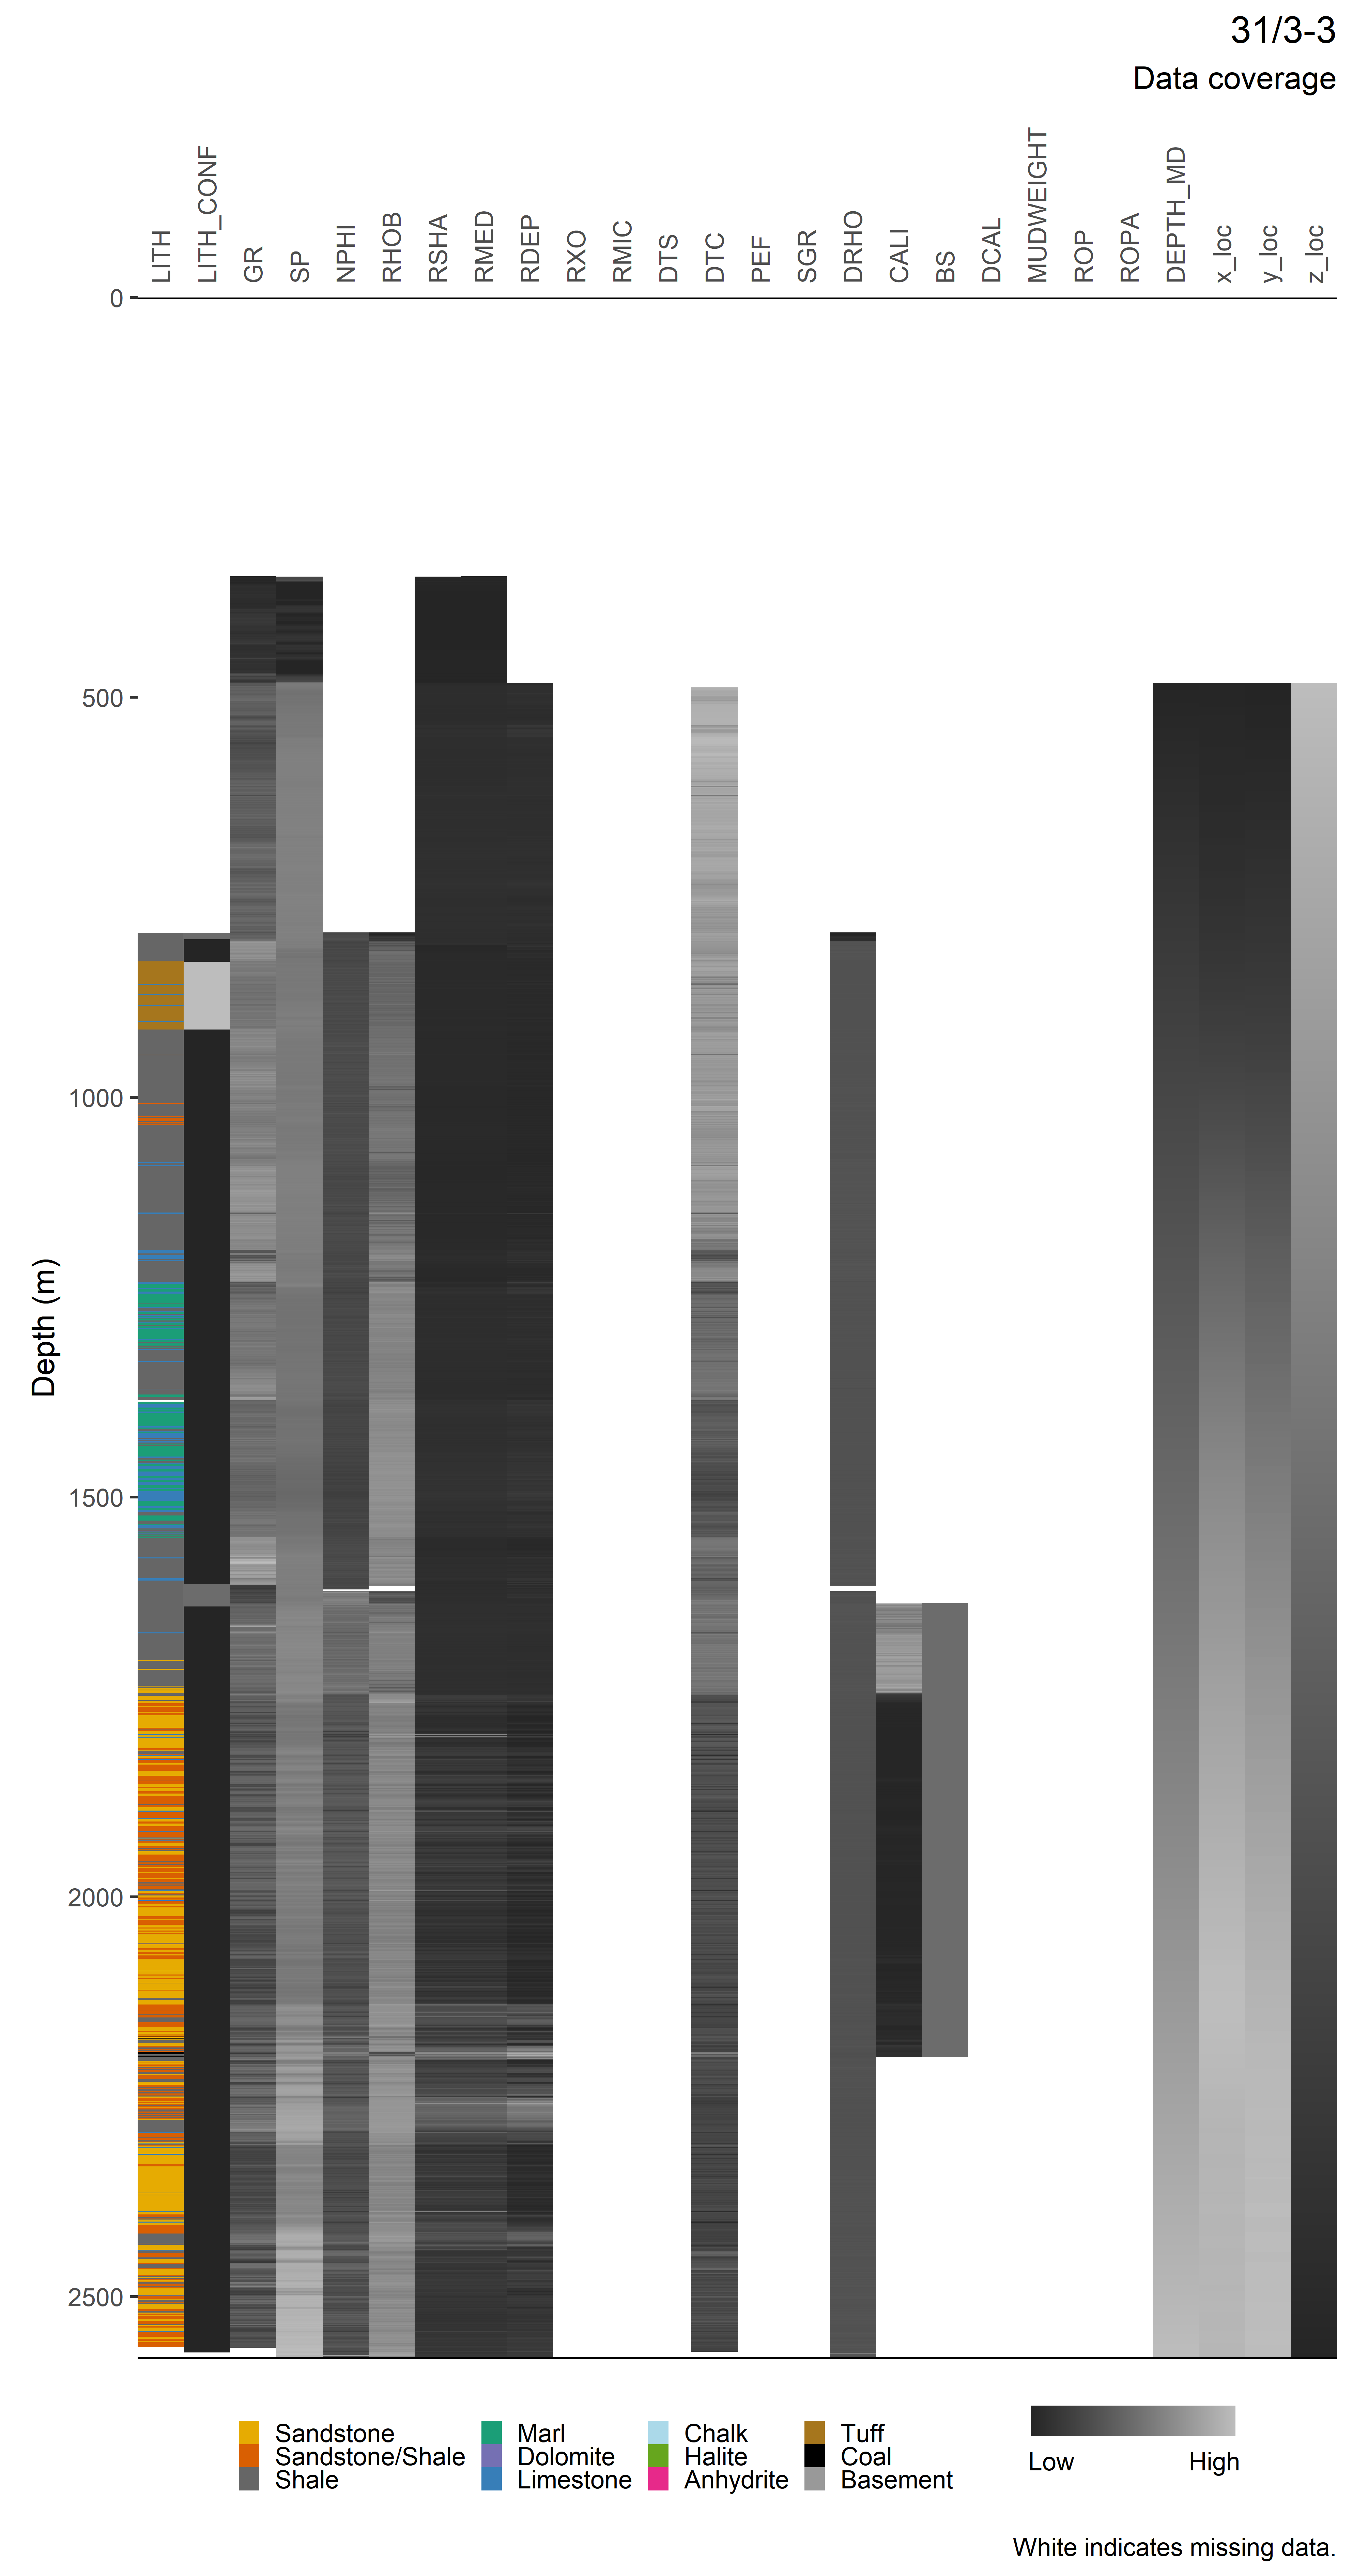 31/3-3
Data coverage
LITH
LITH_CONF
GR
SP
NPHI
RHOB
RSHA
RMED
RDEP
RXO
RMIC
DTS
DTC
PEF
SGR
DRHO
CALI
BS
DCAL
MUDWEIGHT
ROP
ROPA
DEPTH_MD
x_loc
y_loc
z_loc
0
500
1000
1500
2000
2500
Depth (m)
Sandstone
Sandstone/Shale
Shale
Marl
Dolomite
Limestone
Chalk
Halite
Anhydrite
Tuff
Coal
Basement
Low High
White indicates missing data.